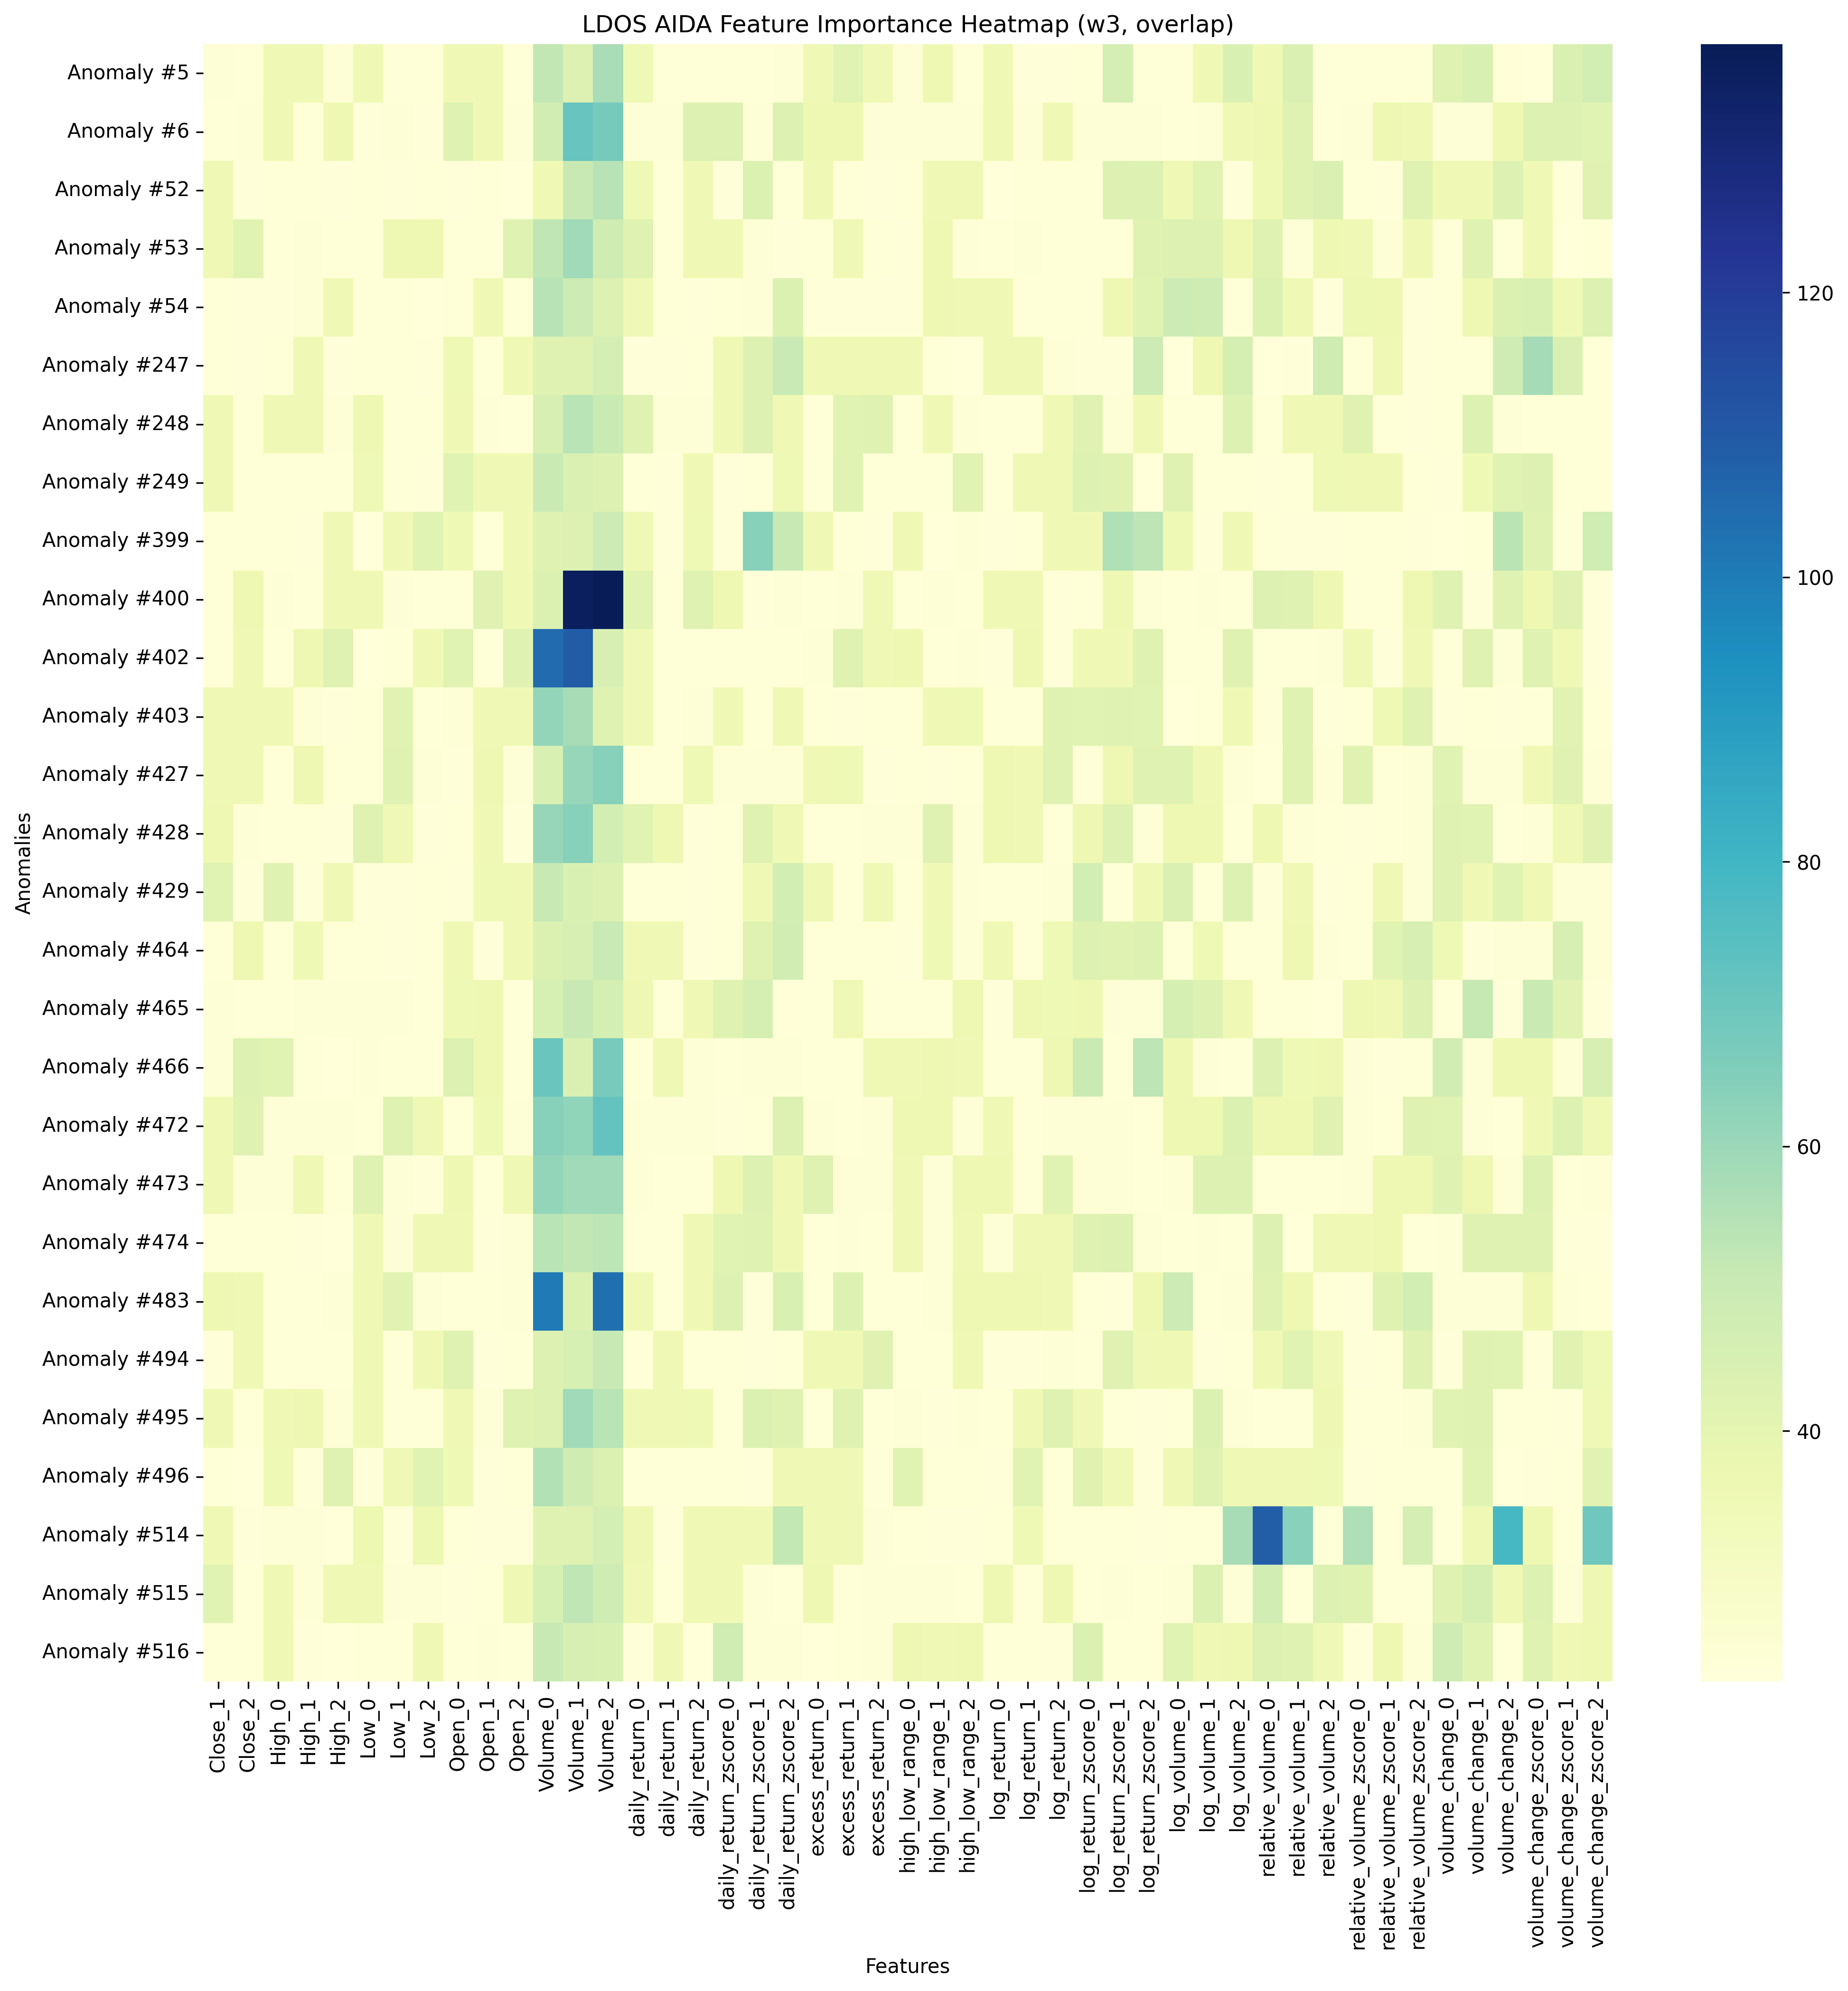 LDOS AIDA Feature Importance Heatmap (w3, overlap)
Anomalies
Anomaly #5
Anomaly #6
Anomaly #52
Anomaly #53
Anomaly #54
Anomaly #247
Anomaly #248
Anomaly #249
Anomaly #399
Anomaly #400
Anomaly #402
Anomaly #403
Anomaly #427
Anomaly #428
Anomaly #429
Anomaly #464
Anomaly #465
Anomaly #466
Anomaly #472
Anomaly #473
Anomaly #474
Anomaly #483
Anomaly #494
Anomaly #495
Anomaly #496
Anomaly #514
Anomaly #515
Anomaly #516
Close_1
Close_2
High_0
High_1
High_2
Low_0
Low_1
Low_2
Open_0
Open_1
Open_2
Volume_0
Volume_1
Volume_2
daily_return_0
daily_return_1
daily_return_2
daily_return_zscore_0
daily_return_zscore_1
daily_return_zscore_2
excess_return_0
excess_return_1
excess_return_2
high_low_range_0
high_low_range_1
high_low_range_2
log_return_0
log_return_1
log_return_2
log_return_zscore_0
log_return_zscore_1
log_return_zscore_2
log_volume_0
log_volume_1
log_volume_2
relative_volume_0
relative_volume_1
relative_volume_2
relative_volume_zscore_0
relative_volume_zscore_1
relative_volume_zscore_2
volume_change_0
volume_change_1
volume_change_2
volume_change_zscore_0
volume_change_zscore_1
volume_change_zscore_2
Features
120
100
80
60
40